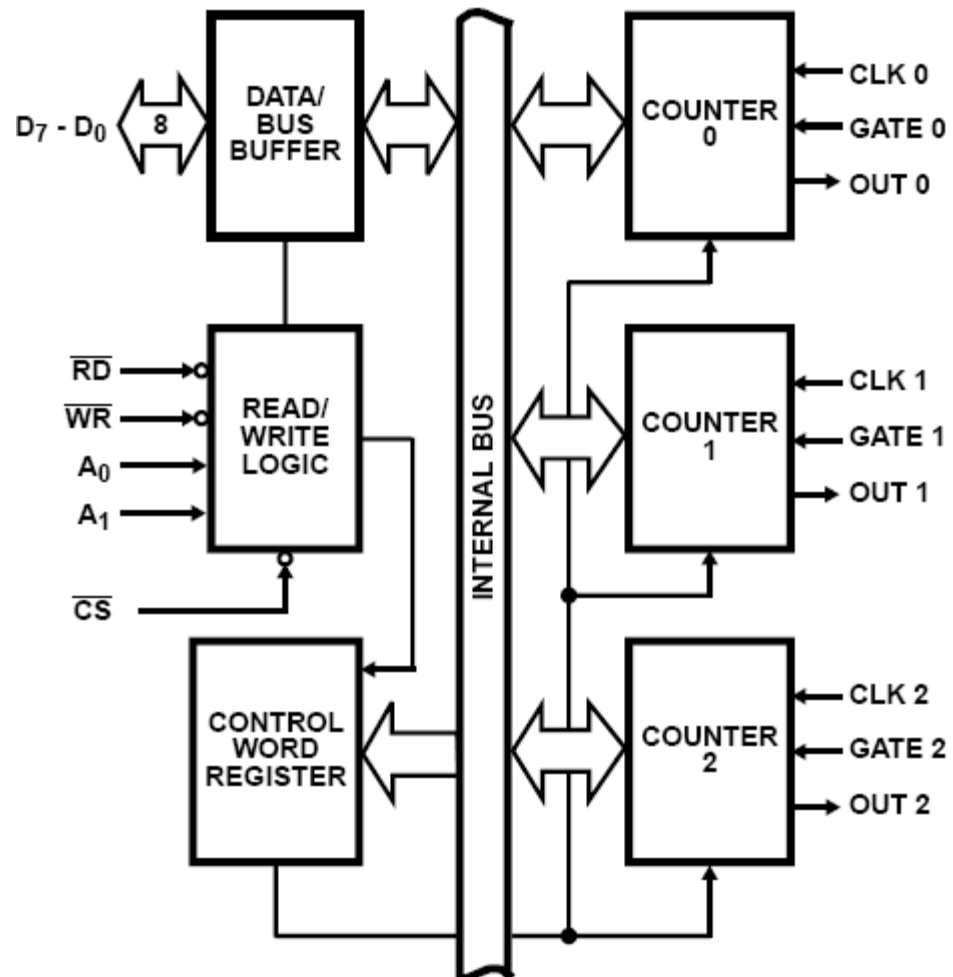 D7 - D0
8
DATA/
BUS
BUFFER
RD
WR
A0
A1
CS
READ/
WRITE
LOGIC
CONTROL
WORD
REGISTER
INTERNAL BUS
COUNTER
0
CLK 0
GATE 0
OUT 0
COUNTER
1
CLK 1
GATE 1
OUT 1
COUNTER
2
CLK 2
GATE 2
OUT 2